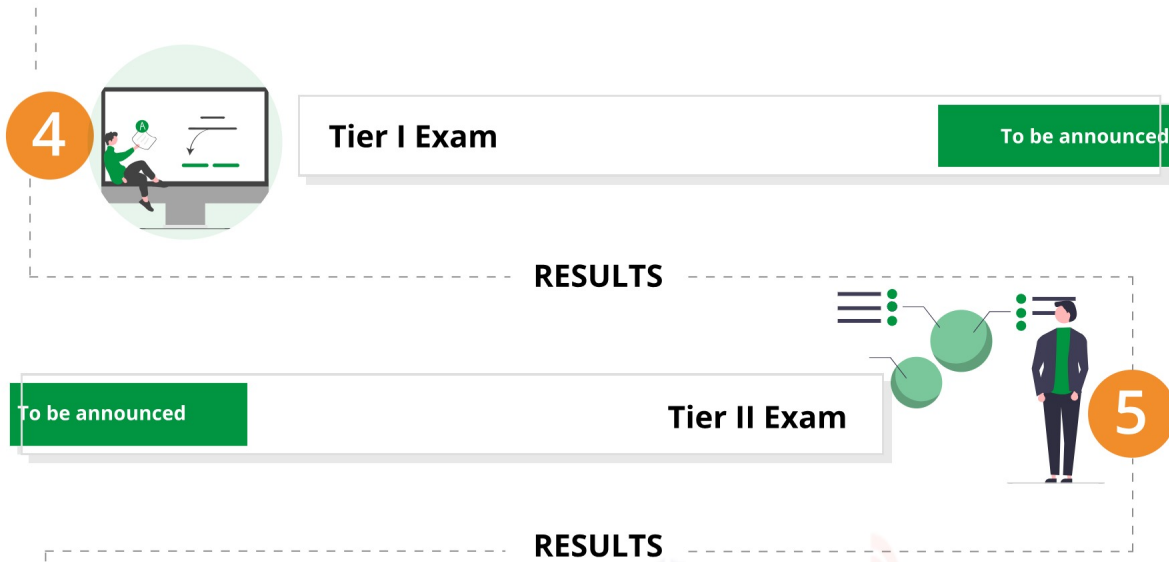 4
A
Tier I Exam
To be announced
RESULTS
To be announced
Tier II Exam
5
RESULTS